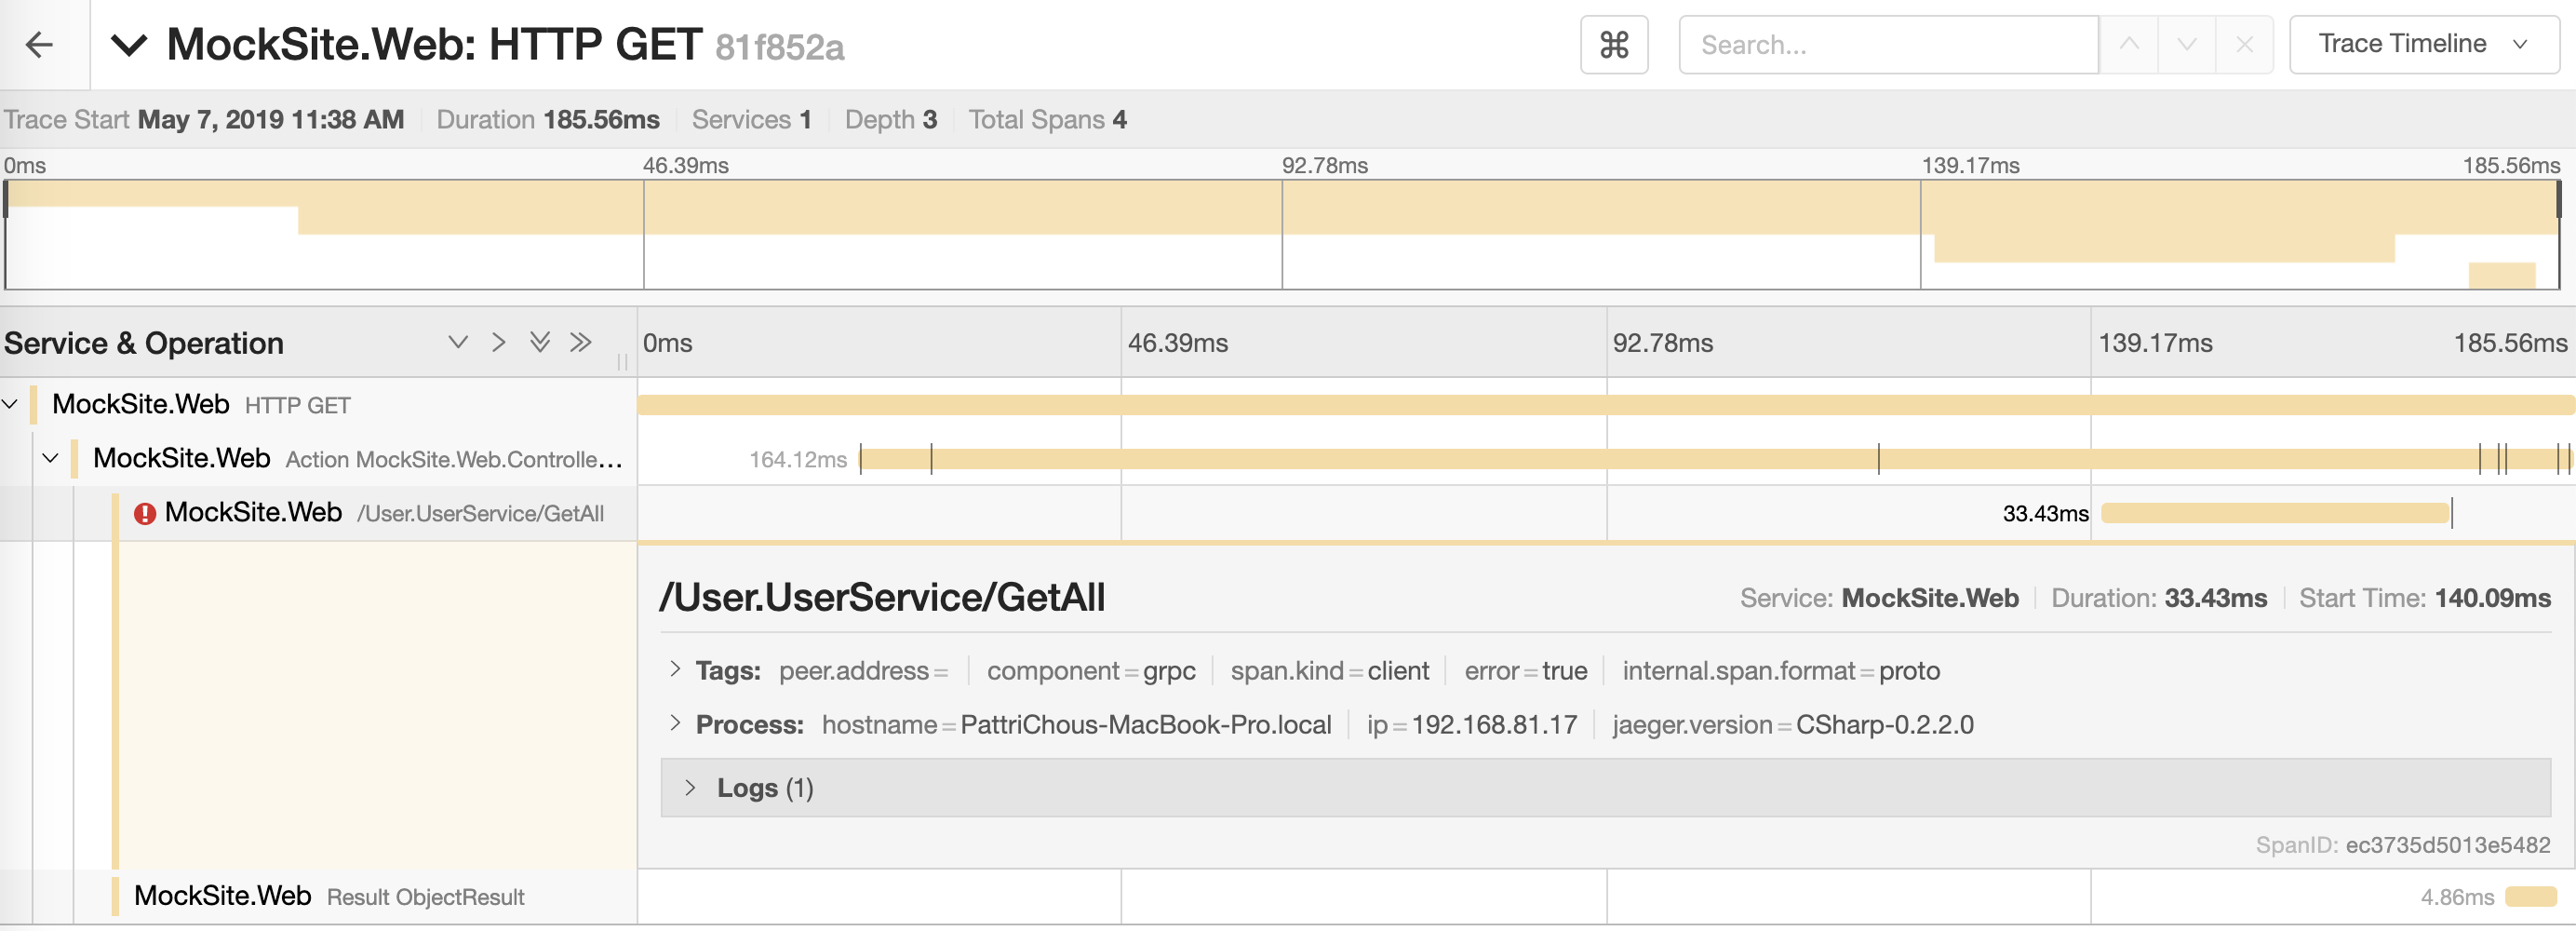 MockSite.Web: HTTP GET 81f852a
⌘ Search... Trace Timeline
Trace Start May 7, 2019 11:38 AM Duration 185.56ms Services 1 Depth 3 Total Spans 4
0ms 46.39ms 92.78ms 139.17ms 185.56ms
Service & Operation 0ms 46.39ms 92.78ms 139.17ms 185.56ms
MockSite.Web HTTP GET
MockSite.Web Action MockSite.Web.Controlle... 164.12ms
MockSite.Web /User.UserService/GetAll 33.43ms
/User.UserService/GetAll Service: MockSite.Web Duration: 33.43ms Start Time: 140.09ms
Tags: peer.address= component=grpc span.kind=client error=true internal.span.format=proto
Process: hostname=PattriChous-MacBook-Pro.local ip=192.168.81.17 jaeger.version=CSharp-0.2.2.0
Logs (1)
SpanID: ec3735d5013e5482
MockSite.Web Result ObjectResult 4.86ms